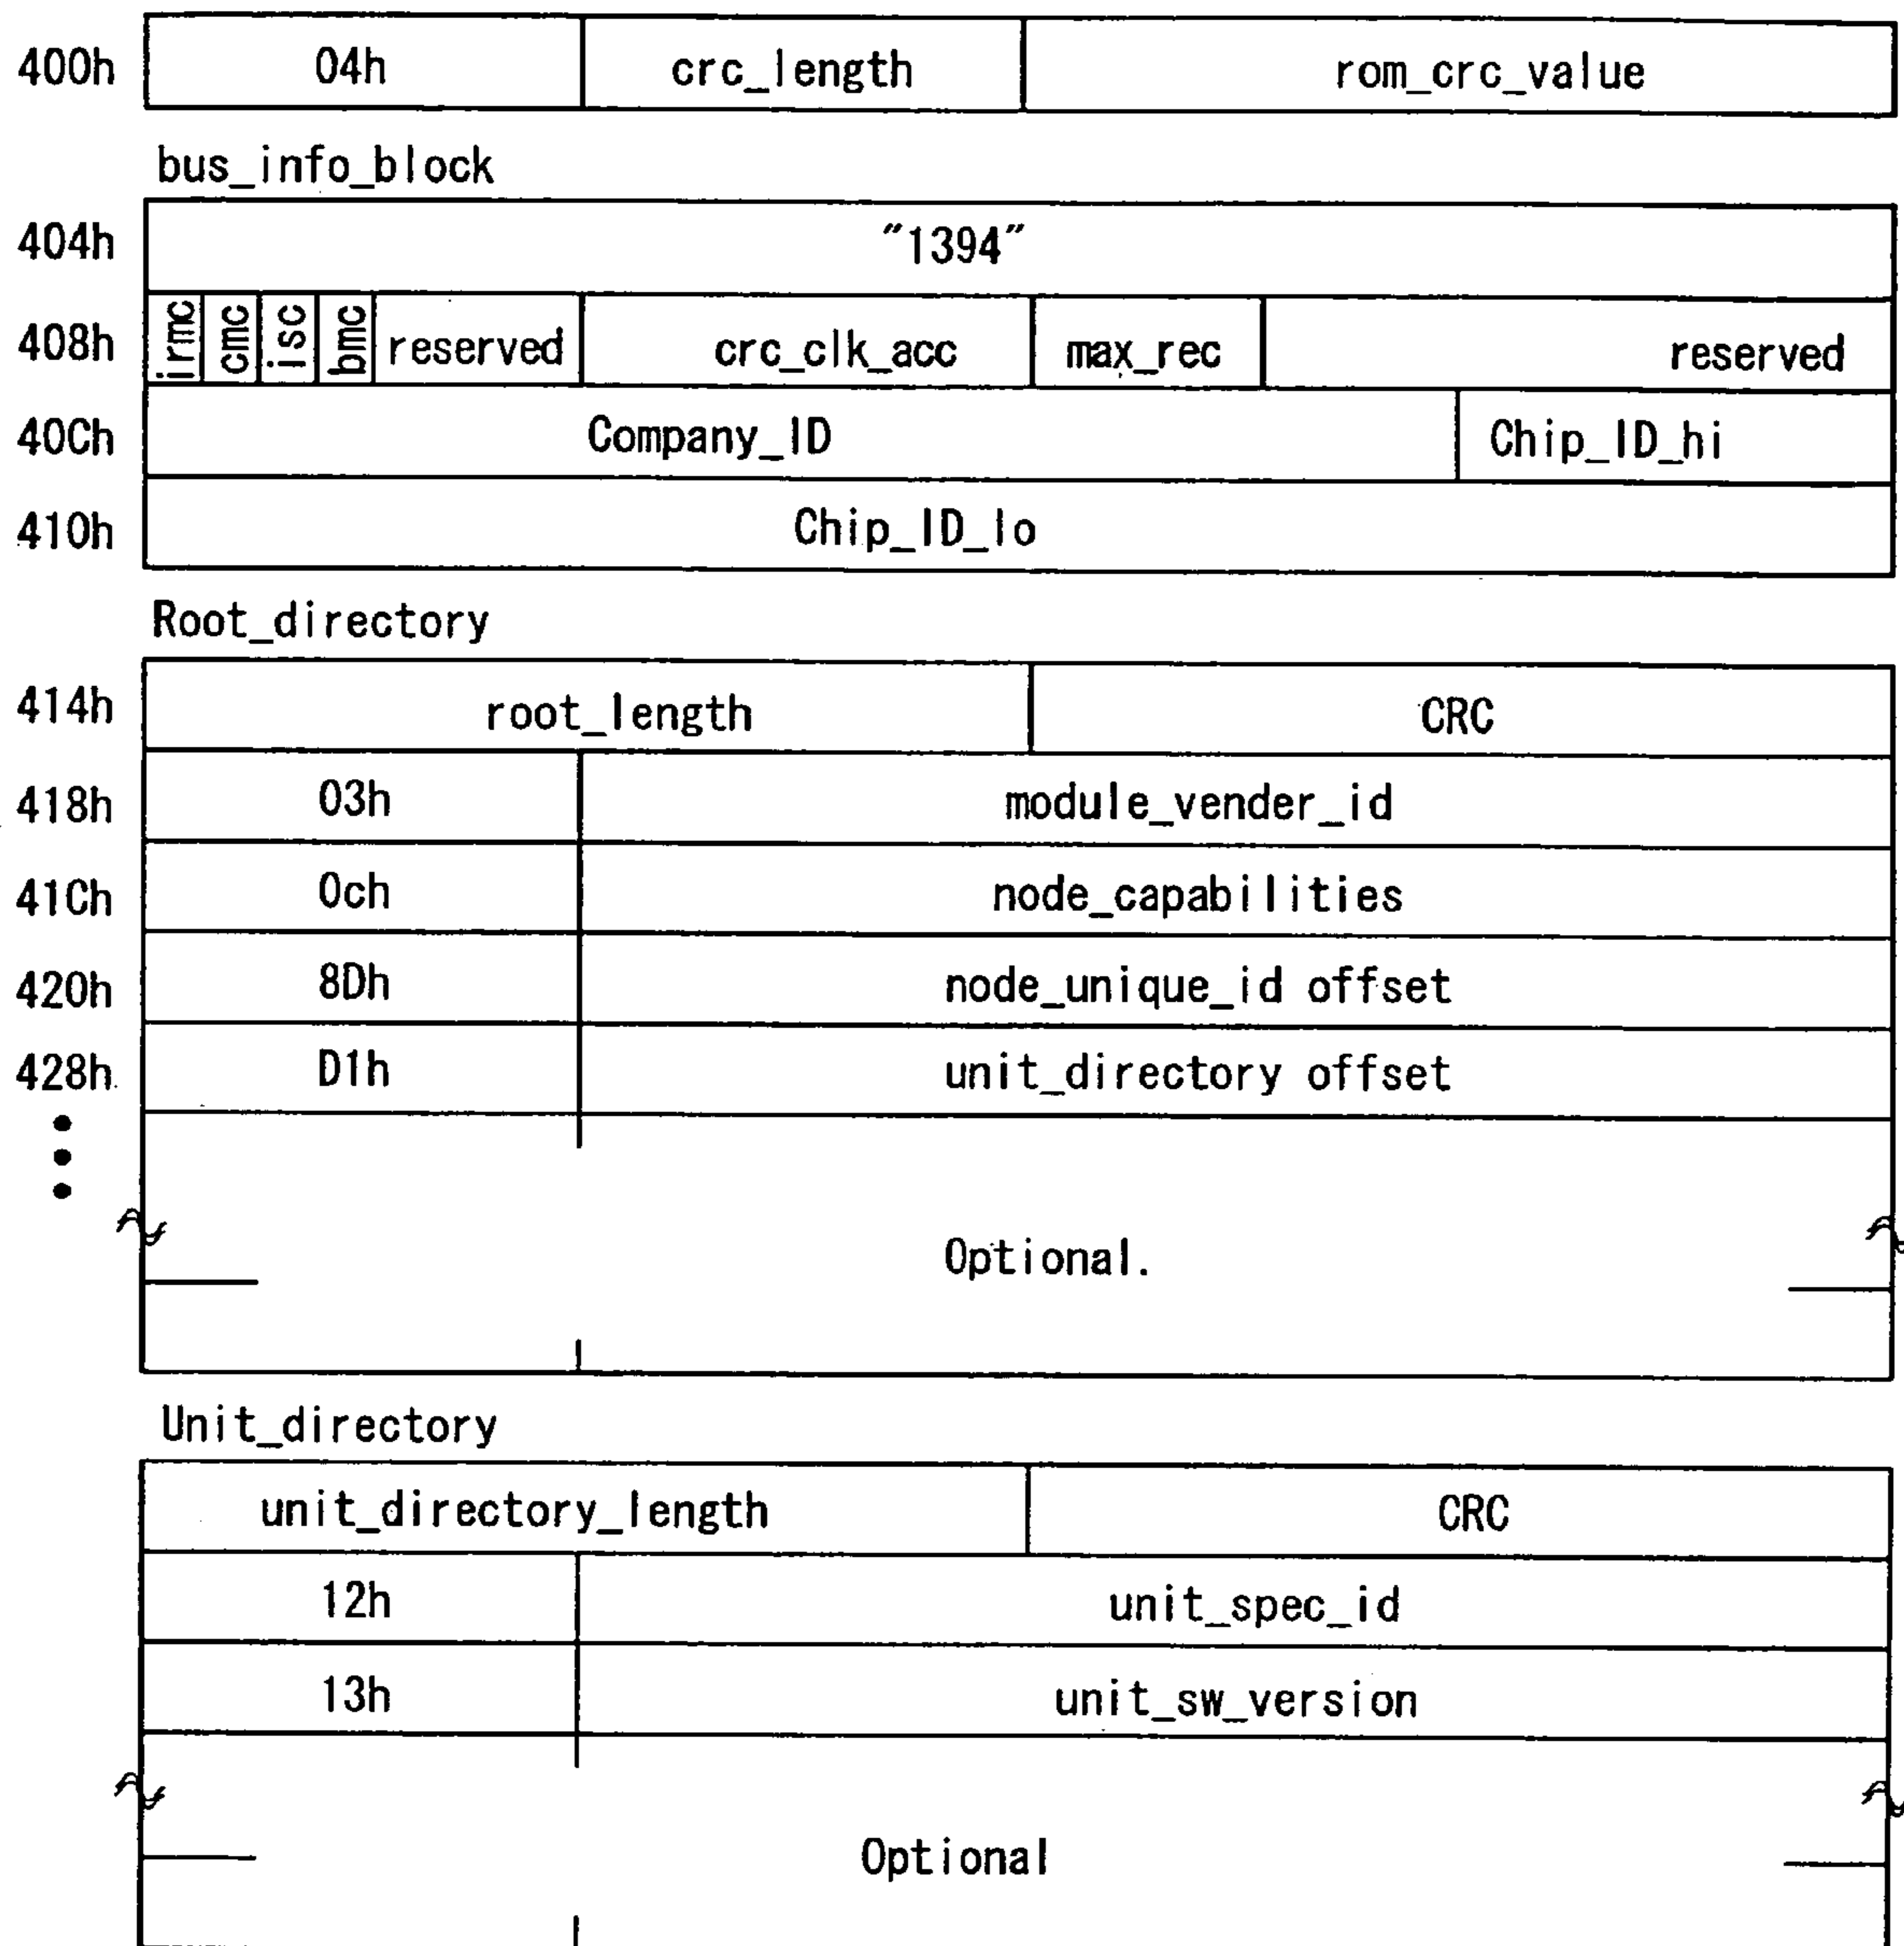 400h 04h crc_length rom_crc_value
bus_info_block
404h "1394"
408h irmc cmc isc bmc reserved crc_clk_acc max_rec reserved
40Ch Company_ID Chip_ID_hi
410h Chip_ID_lo
Root_directory
414h root_length CRC
418h 03h module_vender_id
41Ch 0ch node_capabilities
420h 8Dh node_unique_id offset
428h D1h unit_directory offset
Optional.
Unit_directory
unit_directory_length CRC
12h unit_spec_id
13h unit_sw_version
Optional